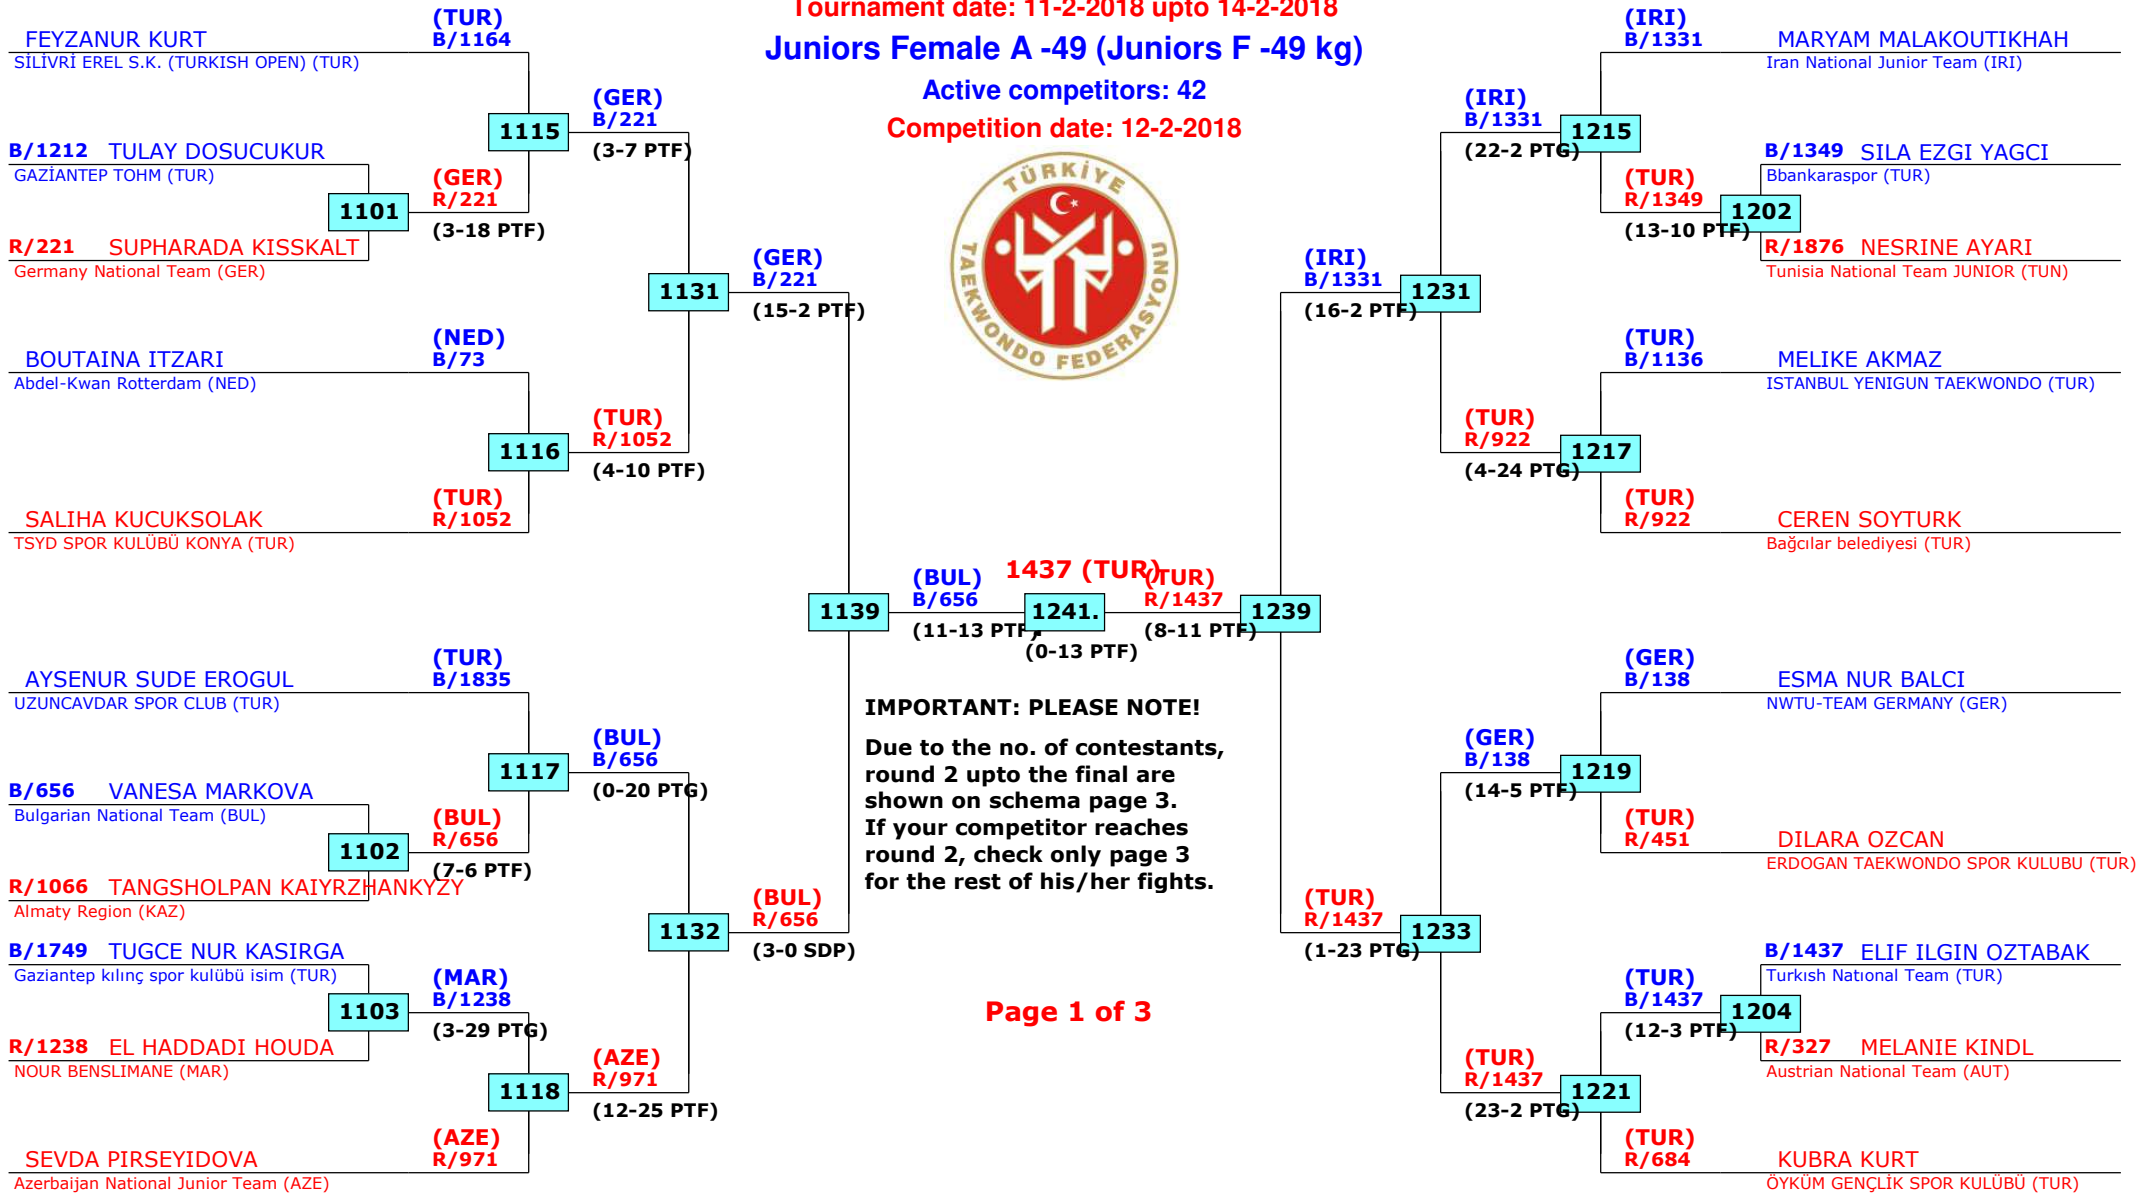 Tournament date: 11-2-2018 upto 14-2-2018
Juniors Female A -49 (Juniors F -49 kg)
Active competitors: 42
Competition date: 12-2-2018
TÜRKİYE
TAEKWONDO FEDERASYONU
FEYZANUR KURT
SİLİVRİ EREL S.K. (TURKISH OPEN) (TUR)
(TUR)
B/1164
B/1212 TULAY DOSUCUKUR
GAZİANTEP TOHM (TUR)
1101
R/221 SUPHARADA KISSKALT
Germany National Team (GER)
(GER)
R/221
(3-18 PTF)
1115
(GER)
B/221
(3-7 PTF)
BOUTAINA ITZARI
Abdel-Kwan Rotterdam (NED)
(NED)
B/73
1116
SALIHA KUCUKSOLAK
TSYD SPOR KULÜBÜ KONYA (TUR)
(TUR)
R/1052
(TUR)
R/1052
(4-10 PTF)
1131
(GER)
B/221
(15-2 PTF)
AYSENUR SUDE EROGUL
UZUNCAVDAR SPOR CLUB (TUR)
(TUR)
B/1835
B/656 VANESA MARKOVA
Bulgarian National Team (BUL)
1102
R/1066 TANGSHOLPAN KAIYRZHANKYZY
Almaty Region (KAZ)
(BUL)
R/656
(7-6 PTF)
1117
(BUL)
B/656
(0-20 PTG)
B/1749 TUGCE NUR KASIRGA
Gaziantep kılınç spor kulübü isim (TUR)
1103
R/1238 EL HADDADI HOUDA
NOUR BENSLIMANE (MAR)
(MAR)
B/1238
(3-29 PTG)
1118
SEVDA PIRSEYIDOVA
Azerbaijan National Junior Team (AZE)
(AZE)
R/971
(AZE)
R/971
(12-25 PTF)
1132
(BUL)
R/656
(3-0 SDP)
1139
(BUL)
B/656
(11-13 PTF)
1437 (TUR)
1241.
(0-13 PTF)
(TUR)
R/1437
(8-11 PTF)
1239
IMPORTANT: PLEASE NOTE!
Due to the no. of contestants,
round 2 upto the final are
shown on schema page 3.
If your competitor reaches
round 2, check only page 3
for the rest of his/her fights.
Page 1 of 3
(IRI)
B/1331
MARYAM MALAKOUTIKHAH
Iran National Junior Team (IRI)
(IRI)
B/1331
(22-2 PTG)
1215
B/1349 SILA EZGI YAGCI
Bbankaraspor (TUR)
(TUR)
R/1349
(13-10 PTF)
1202
R/1876 NESRINE AYARI
Tunisia National Team JUNIOR (TUN)
(IRI)
B/1331
(16-2 PTF)
1231
(TUR)
B/1136
MELIKE AKMAZ
ISTANBUL YENIGUN TAEKWONDO (TUR)
(TUR)
R/922
(4-24 PTG)
1217
(TUR)
R/922
CEREN SOYTURK
Bağcılar belediyesi (TUR)
(GER)
B/138
ESMA NUR BALCI
NWTU-TEAM GERMANY (GER)
(GER)
B/138
(14-5 PTF)
1219
(TUR)
R/451
DILARA OZCAN
ERDOGAN TAEKWONDO SPOR KULUBU (TUR)
(TUR)
R/1437
(1-23 PTG)
1233
B/1437 ELIF ILGIN OZTABAK
Turkısh Natıonal Team (TUR)
(TUR)
B/1437
(12-3 PTF)
1204
R/327 MELANIE KINDL
Austrian National Team (AUT)
(TUR)
R/1437
(23-2 PTG)
1221
(TUR)
R/684
KUBRA KURT
ÖYKÜM GENÇLİK SPOR KULÜBÜ (TUR)